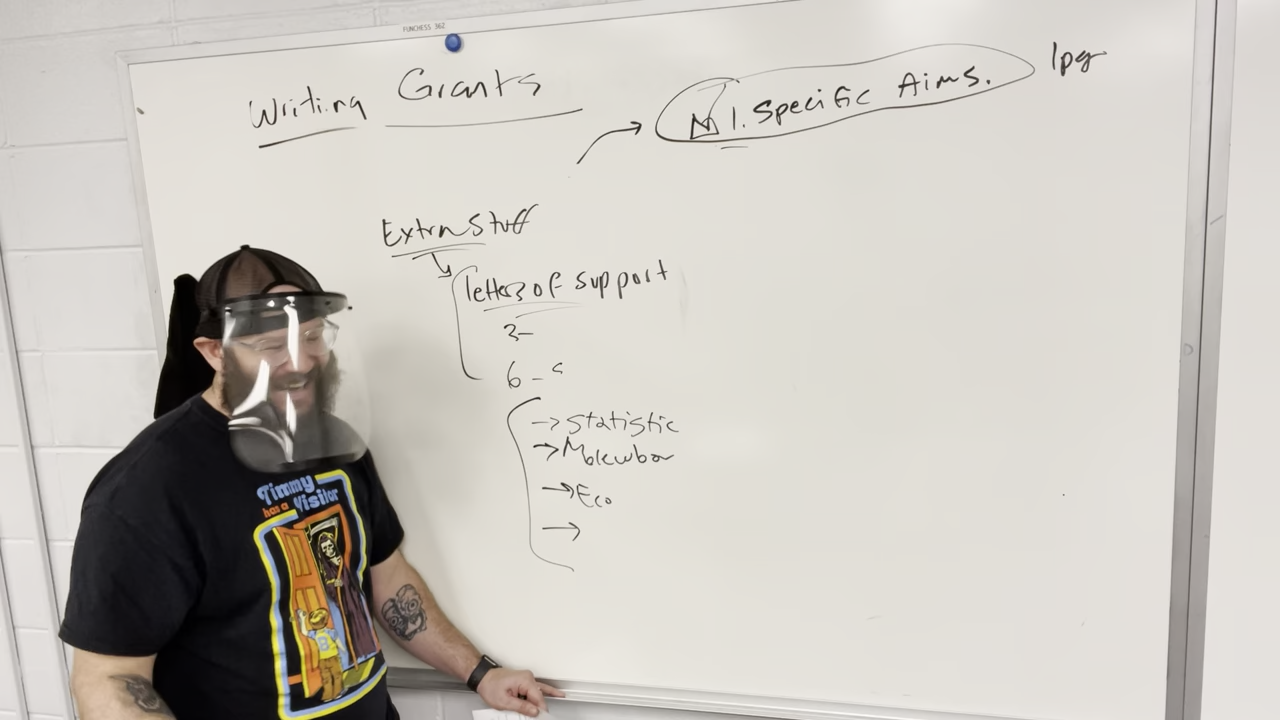 FUNCHESS 362
Writing Grants
1. Specific Aims.
1pg
Extra Stuff
letters of support
3-
6-
→ Statistic
→
→ Eco
→
Timmy
has a Visitor